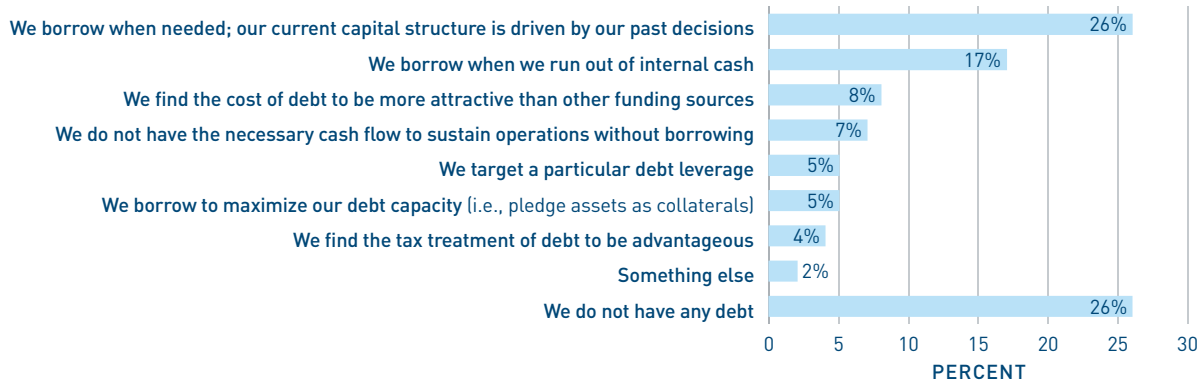 We borrow when needed; our current capital structure is driven by our past decisions 26%
We borrow when we run out of internal cash 17%
We find the cost of debt to be more attractive than other funding sources 8%
We do not have the necessary cash flow to sustain operations without borrowing 7%
We target a particular debt leverage 5%
We borrow to maximize our debt capacity (i.e., pledge assets as collaterals) 5%
We find the tax treatment of debt to be advantageous 4%
Something else 2%
We do not have any debt 26%
0 5 10 15 20 25 30
PERCENT